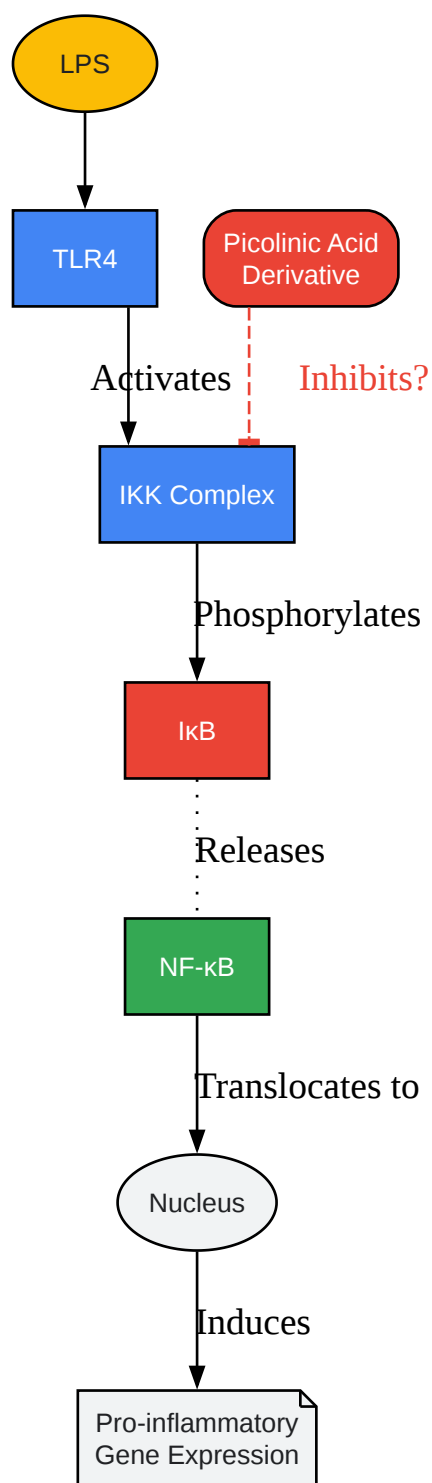 LPS
TLR4
Picolinic Acid
Derivative
Activates
Inhibits?
IKK Complex
Phosphorylates
IκB
Releases
NF-κB
Translocates to
Nucleus
Induces
Pro-inflammatory
Gene Expression